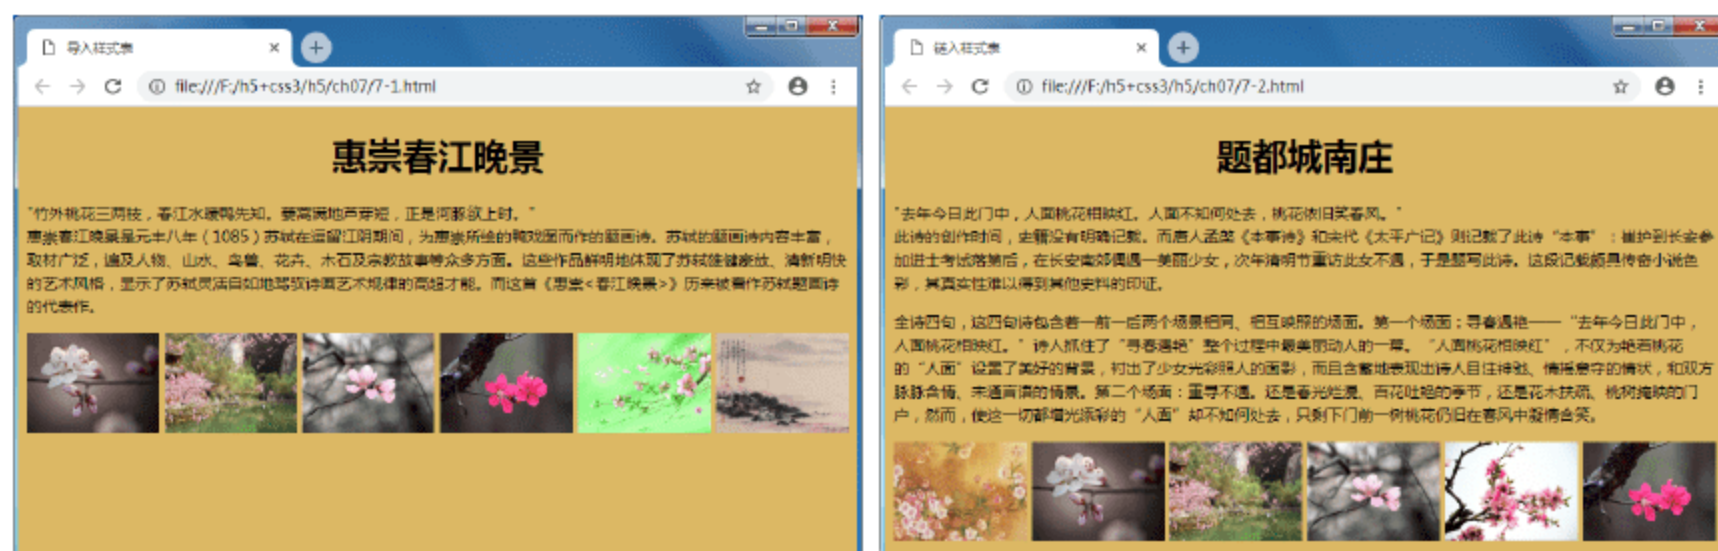 导入样式表
file:///F:/h5+css3/h5/ch07/7-1.html
惠崇春江晚景
"竹外桃花三两枝，春江水暖鸭先知。蒌蒿满地芦芽短，正是河豚欲上时。"
惠崇春江晚景是元丰八年（1085）苏轼在逗留江阴期间，为惠崇所绘的鸭戏图而作的题画诗。苏轼的题画诗内容丰富，
取材广泛，遍及人物、山水、鸟兽、花卉、木石及宗教故事等众多方面。这些作品鲜明地体现了苏轼雄健豪放、清新明快
的艺术风格，显示了苏轼灵活自如地驾驭诗画艺术规律的高超才能。而这首《惠崇<春江晚景>》历来被看作苏轼题画诗
的代表作。
链入样式表
file:///F:/h5+css3/h5/ch07/7-2.html
题都城南庄
"去年今日此门中，人面桃花相映红。人面不知何处去，桃花依旧笑春风。"
此诗的创作时间，史籍没有明确记载。而唐人孟棨《本事诗》和宋代《太平广记》则记载了此诗“本事”：崔护到长安参
加进士考试落第后，在长安南郊偶遇一美丽少女，次年清明节重访此女不遇，于是题写此诗。这段记载颇具传奇小说色
彩，其真实性难以得到其他史料的印证。
全诗四句，这四句诗包含着一前一后两个场景相同、相互映照的场面。第一个场面：寻春遇艳——“去年今日此门中，
人面桃花相映红。”诗人抓住了“寻春遇艳”整个过程中最美丽动人的一幕。“人面桃花相映红”，不仅为艳若桃花
的“人面”设置了美好的背景，衬出了少女光彩照人的面影，而且含蓄地表现出诗人目注神驰、情摇意夺的情状，和双方
脉脉含情、未通言语的情景。第二个场面：重寻不遇。还是春光烂漫、百花吐艳的季节，还是花木扶疏、桃树掩映的门
户，然而，使这一切都增光添彩的“人面”却不知何处去，只剩下门前一树桃花仍旧在春风中凝情含笑。